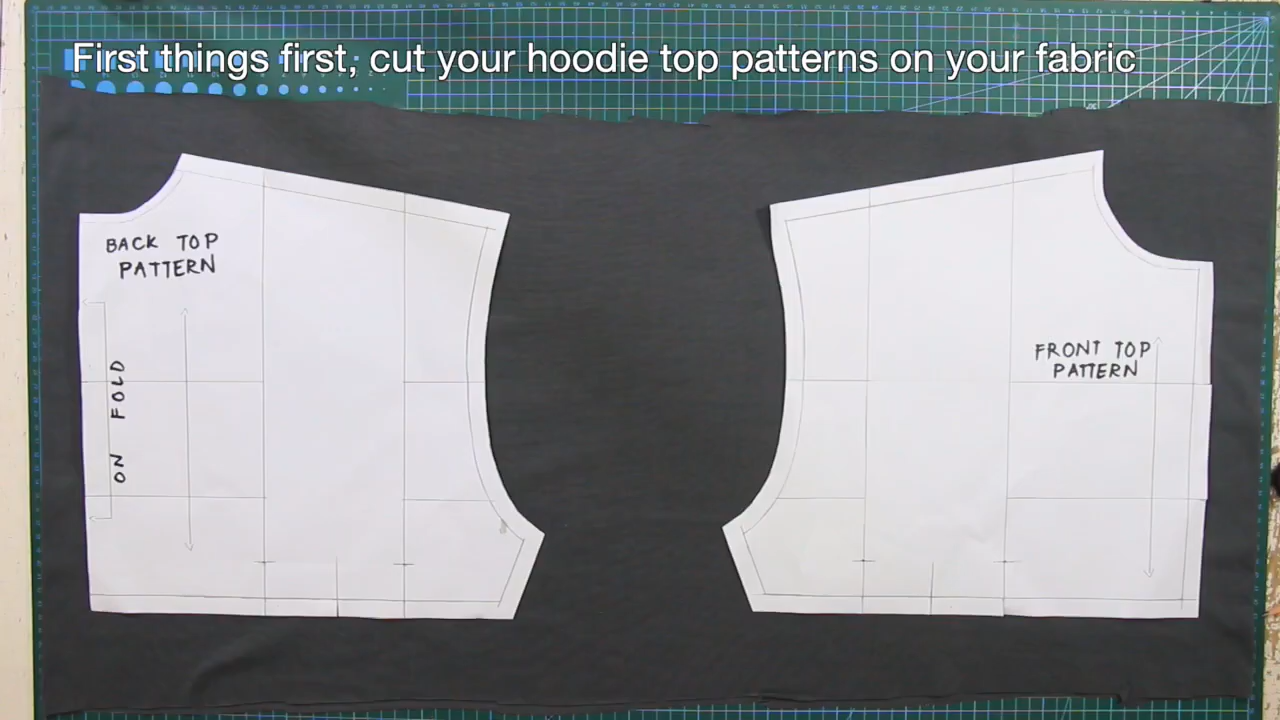 First things first, cut your hoodie top patterns on your fabric
BACK TOP
PATTERN
ON FOLD
FRONT TOP
PATTERN